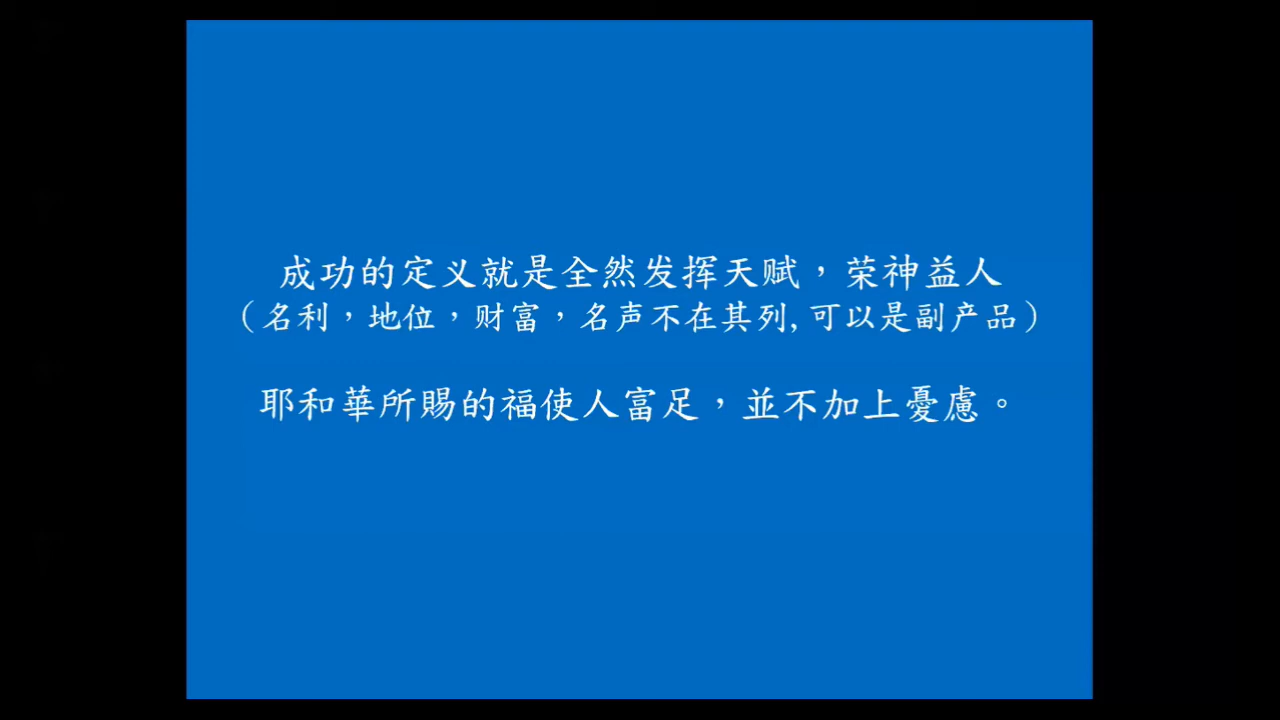 成功的定义就是全然发挥天赋，荣神益人
（名利，地位，财富，名声不在其列,可以是副产品）
耶和華所賜的福使人富足，並不加上憂慮。